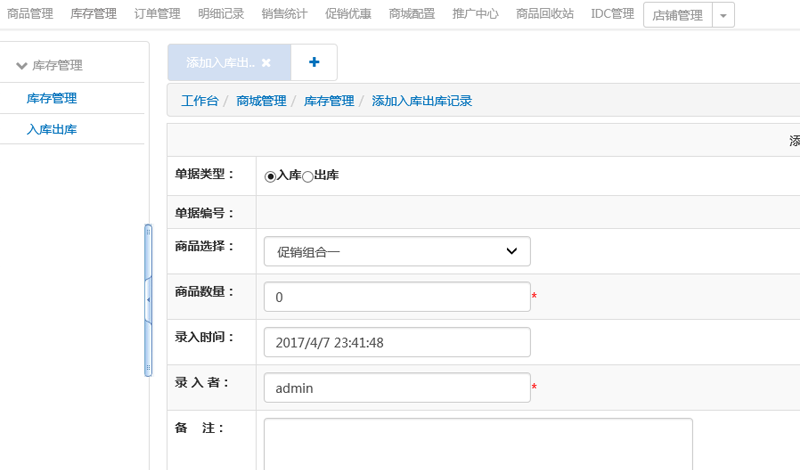 商品管理 库存管理 订单管理 明细记录 销售统计 促销优惠 商城配置 推广中心 商品回收站 IDC管理 店铺管理
库存管理
库存管理
入库出库
添加入库出.. ✖ +
工作台 / 商城管理 / 库存管理 / 添加入库出库记录
添
单据类型： 入库 出库
单据编号：
商品选择： 促销组合一
商品数量： 0 *
录入时间： 2017/4/7 23:41:48
录 入 者： admin *
备 注：